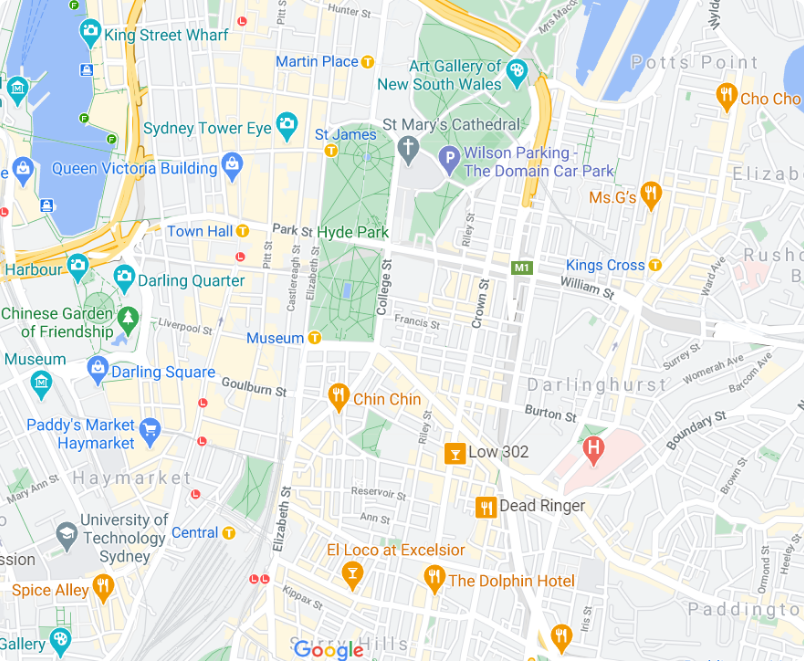 Hunter St
Pitt St
Elizabeth St
Mrs Macq
Wylde
King Street Wharf
Martin Place T
Art Gallery of
New South Wales
Potts Point
Cho Cho
Sydney Tower Eye
St James
T
St Mary's Cathedral
P
Wilson Parking -
The Domain Car Park
Queen Victoria Building
Elizab
e
Ms.G's
Town Hall T
Park St
Hyde Park
Riley St
Pitt St
Castlereagh St
Elizabeth St
College St
M1
Kings Cross T
Rushc
Ba
Harbour
Darling Quarter
Crown St
William St
Ward Ave
Chinese Garden
of Friendship
Liverpool St
Francis St
Museum T
Museum
Darling Square
Surrey St
Womerah Ave
Barcom Ave
Goulburn St
Chin Chin
Darlinghurst
Burton St
Boundary St
Paddy's Market
Haymarket
Riley St
Low 302
H
Haymarket
Mary Ann St
Reservoir St
Dead Ringer
Brown St
University of
Technology
Sydney
Central T
Elizabeth St
Ann St
ssion
El Loco at Excelsior
Spice Alley
The Dolphin Hotel
Ormond St
Heeley St
Kippax St
Iris St
Paddingto
Gallery
Surry Hills
Google
F
F
F
L
L
L
L
L
L
L
L